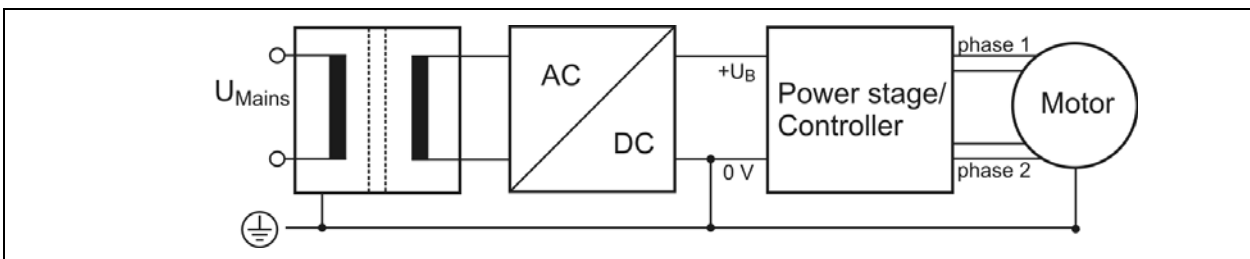 U_Mains
AC
DC
+U_B
0 V
Power stage/
Controller
phase 1
phase 2
Motor